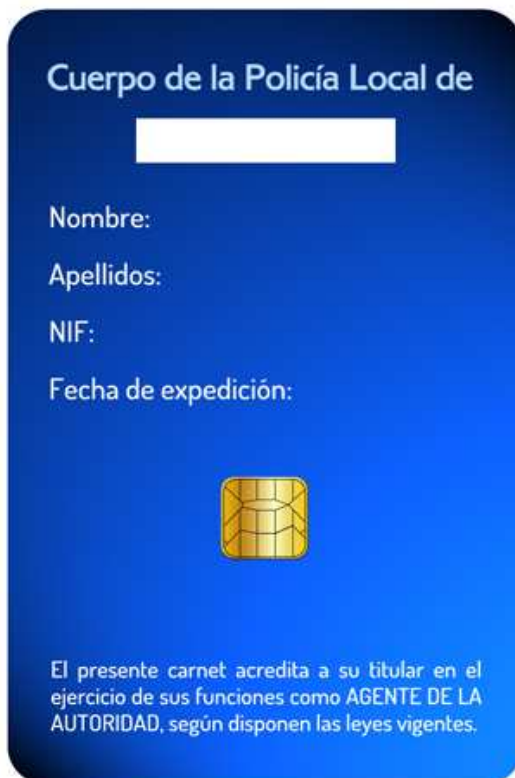 Cuerpo de la Policía Local de
Nombre:
Apellidos:
NIF:
Fecha de expedición:
El presente carnet acredita a su titular en el
ejercicio de sus funciones como AGENTE DE LA
AUTORIDAD, según disponen las leyes vigentes.